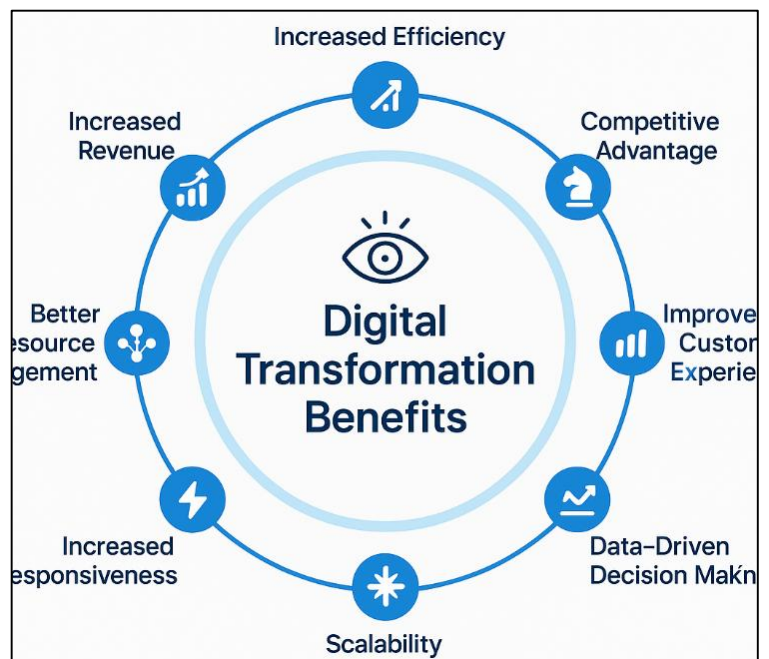 Increased Efficiency
Increased
Revenue
Competitive
Advantage
Digital
Transformation
Benefits
Better
esource
gement
Improve
Custor
Experie
Increased
esponsiveness
Data-Driven
Decision Makn
Scalability